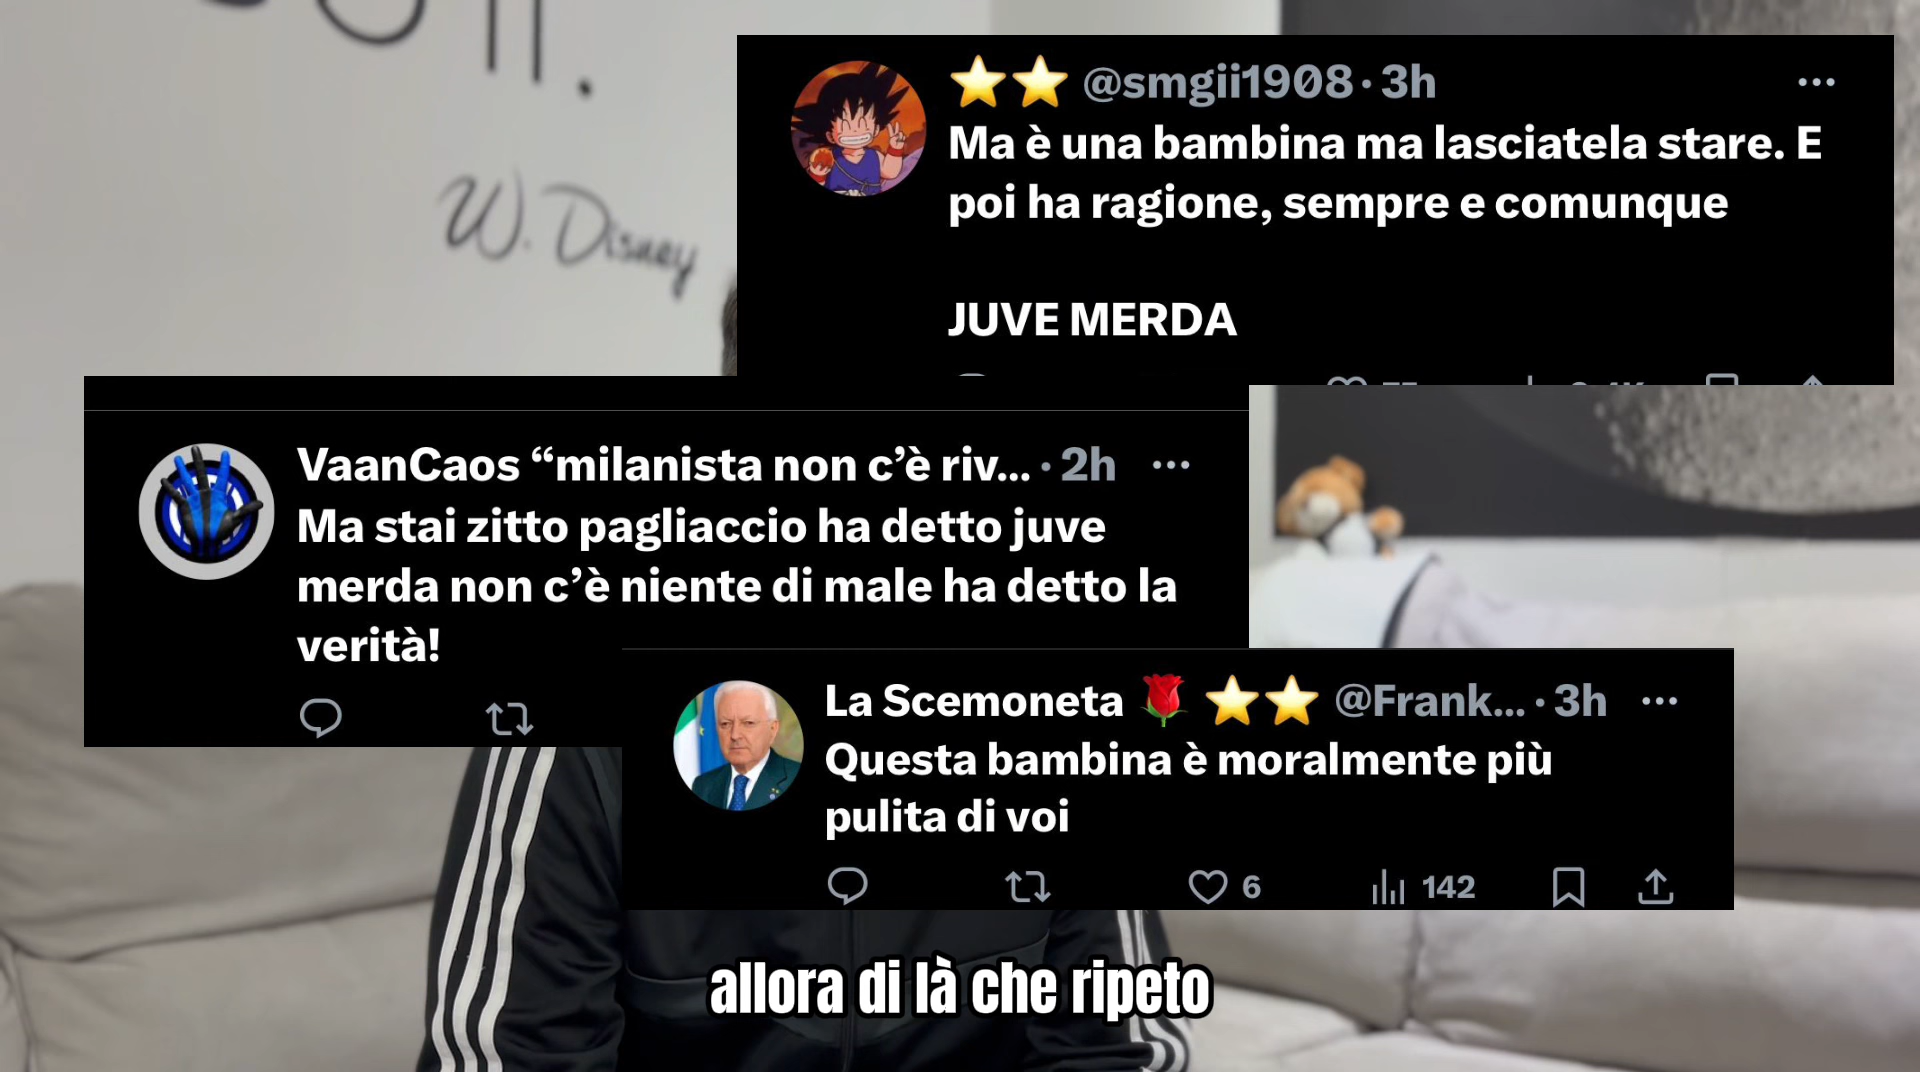 W. Disney
@smgii1908 · 3h
Ma è una bambina ma lasciatela stare. E
poi ha ragione, sempre e comunque
JUVE MERDA
VaanCaos “milanista non c’è riv... · 2h
Ma stai zitto pagliaccio ha detto juve
merda non c’è niente di male ha detto la
verità!
La Scemoneta 🌹 ⭐⭐ @Frank... · 3h
Questa bambina è moralmente più
pulita di voi
6 142
allora di là che ripeto